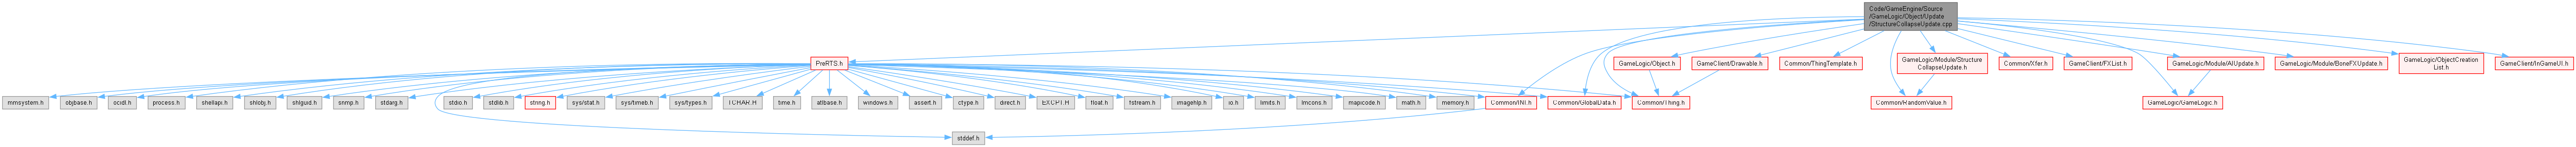 Code/GameEngine/Source
/GameLogic/Object/Update
/StructureCollapseUpdate.cpp
PreRTS.h
GameLogic/Object.h
GameClient/Drawable.h
Common/ThingTemplate.h
GameLogic/Module/Structure
CollapseUpdate.h
Common/Xfer.h
GameClient/FXList.h
GameLogic/Module/AIUpdate.h
GameLogic/Module/BoneFXUpdate.h
GameLogic/ObjectCreation
List.h
GameClient/InGameUI.h
mmsystem.h
objbase.h
ocidl.h
process.h
shellapi.h
shlobj.h
shlguid.h
snmp.h
stdarg.h
stdio.h
stdlib.h
string.h
sys/stat.h
sys/timeb.h
sys/types.h
TCHAR.H
time.h
atlbase.h
windows.h
assert.h
ctype.h
direct.h
EXCPT.H
float.h
fstream.h
imagehlp.h
io.h
limits.h
lmcons.h
mapicode.h
math.h
memory.h
Common/INI.h
Common/GlobalData.h
Common/Thing.h
Common/RandomValue.h
GameLogic/GameLogic.h
stddef.h